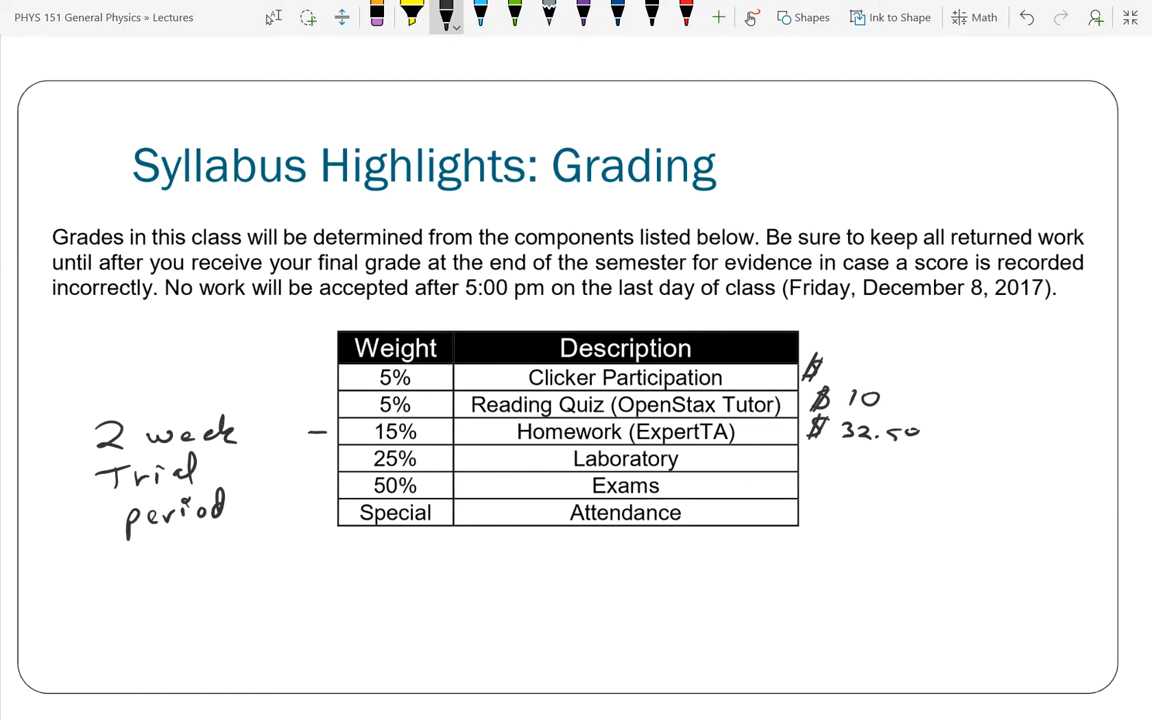 PHYS 151 General Physics » Lectures
Shapes
Ink to Shape
Math
Syllabus Highlights: Grading
Grades in this class will be determined from the components listed below. Be sure to keep all returned work
until after you receive your final grade at the end of the semester for evidence in case a score is recorded
incorrectly. No work will be accepted after 5:00 pm on the last day of class (Friday, December 8, 2017).
Weight Description
5% Clicker Participation $
5% Reading Quiz (OpenStax Tutor) $ 10
2 week – 15% Homework (ExpertTA) $ 32.50
25% Laboratory
Trial
50% Exams
period
Special Attendance